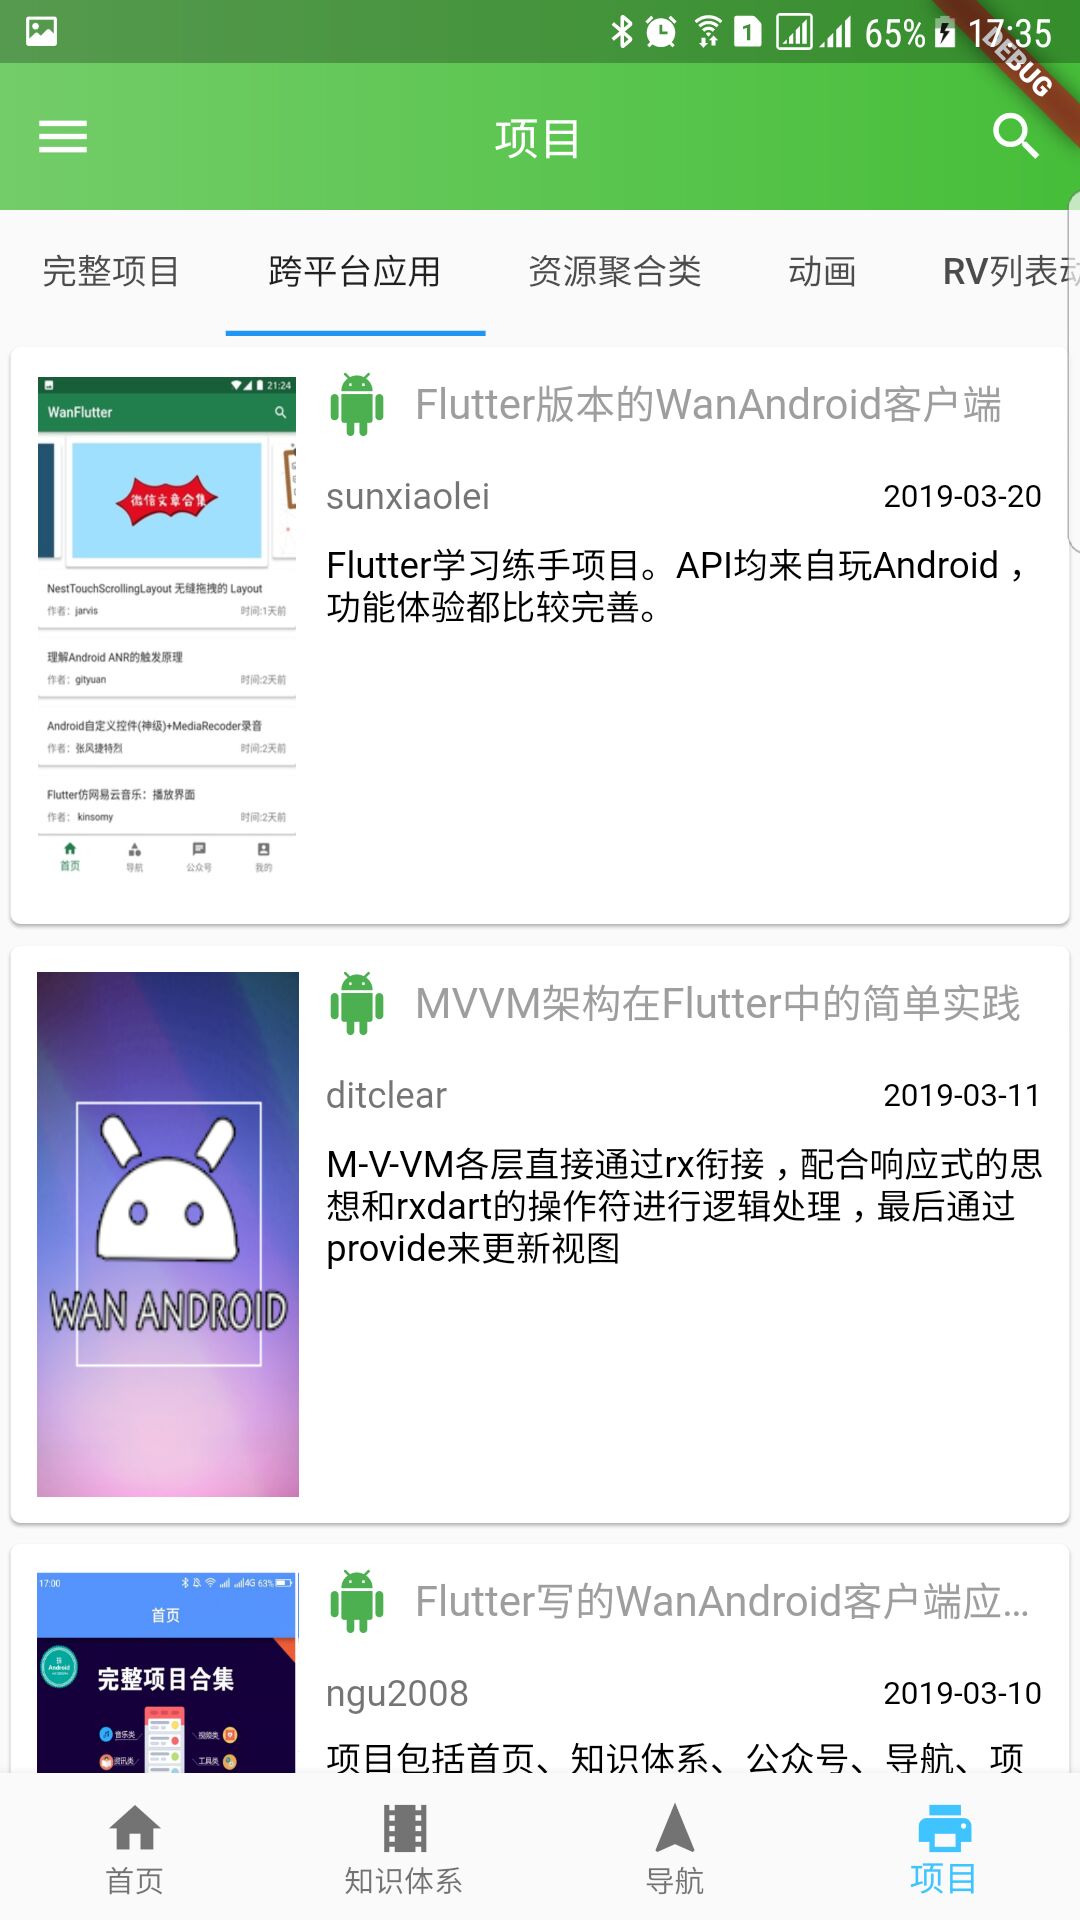 65% 17:35
DEBUG
项目
完整项目 跨平台应用 资源聚合类 动画 RV列表动
21:24
WanFlutter
微信文章合集
NestTouchScrollingLayout 无缝拖拽的 Layout
作者：jarvis 时间:1天前
理解Android ANR的触发原理
作者：gityuan 时间:2天前
Android自定义控件(神级)+MediaRecoder录音
作者：张风捷特烈 时间:2天前
Flutter仿网易云音乐：播放界面
作者：kinsomy 时间:2天前
首页 导航 公众号 我的
Flutter版本的WanAndroid客户端
sunxiaolei 2019-03-20
Flutter学习练手项目。API均来自玩Android，
功能体验都比较完善。
WAN ANDROID
MVVM架构在Flutter中的简单实践
ditclear 2019-03-11
M-V-VM各层直接通过rx衔接，配合响应式的思
想和rxdart的操作符进行逻辑处理，最后通过
provide来更新视图
17:00 4G 63%
首页
玩
Android
完整项目合集
音乐类 视频类
资讯类 工具类
Flutter写的WanAndroid客户端应...
ngu2008 2019-03-10
项目包括首页、知识体系、公众号、导航、项
首页 知识体系 导航 项目